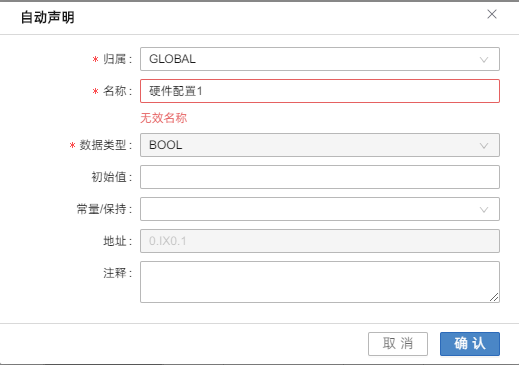 自动声明
* 归属: GLOBAL
* 名称: 硬件配置1
无效名称
* 数据类型: BOOL
初始值:
常量/保持:
地址: 0.IX0.1
注释:
取 消 确 认